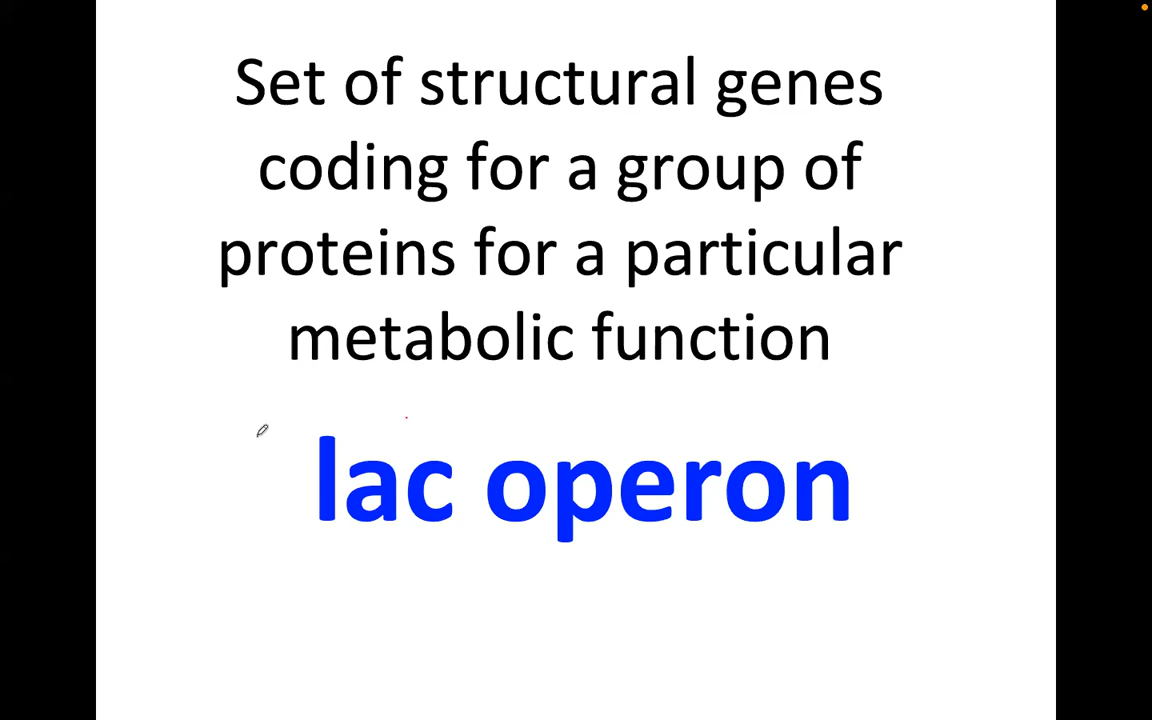 Set of structural genes
coding for a group of
proteins for a particular
metabolic function
lac operon